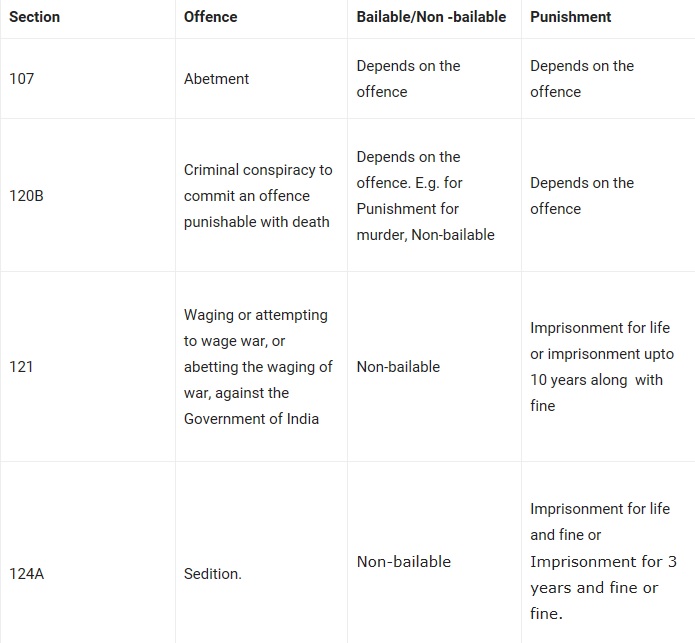 Section
Offence
Bailable/Non -bailable
Punishment
107
Abetment
Depends on the
offence
Depends on the
offence
120B
Criminal conspiracy to
commit an offence
punishable with death
Depends on the
offence. E.g. for
Punishment for
murder, Non-bailable
Depends on the
offence
121
Waging or attempting
to wage war, or
abetting the waging of
war, against the
Government of India
Non-bailable
Imprisonment for life
or imprisonment upto
10 years along  with
fine
124A
Sedition.
Non-bailable
Imprisonment for life
and fine or
Imprisonment for 3
years and fine or
fine.